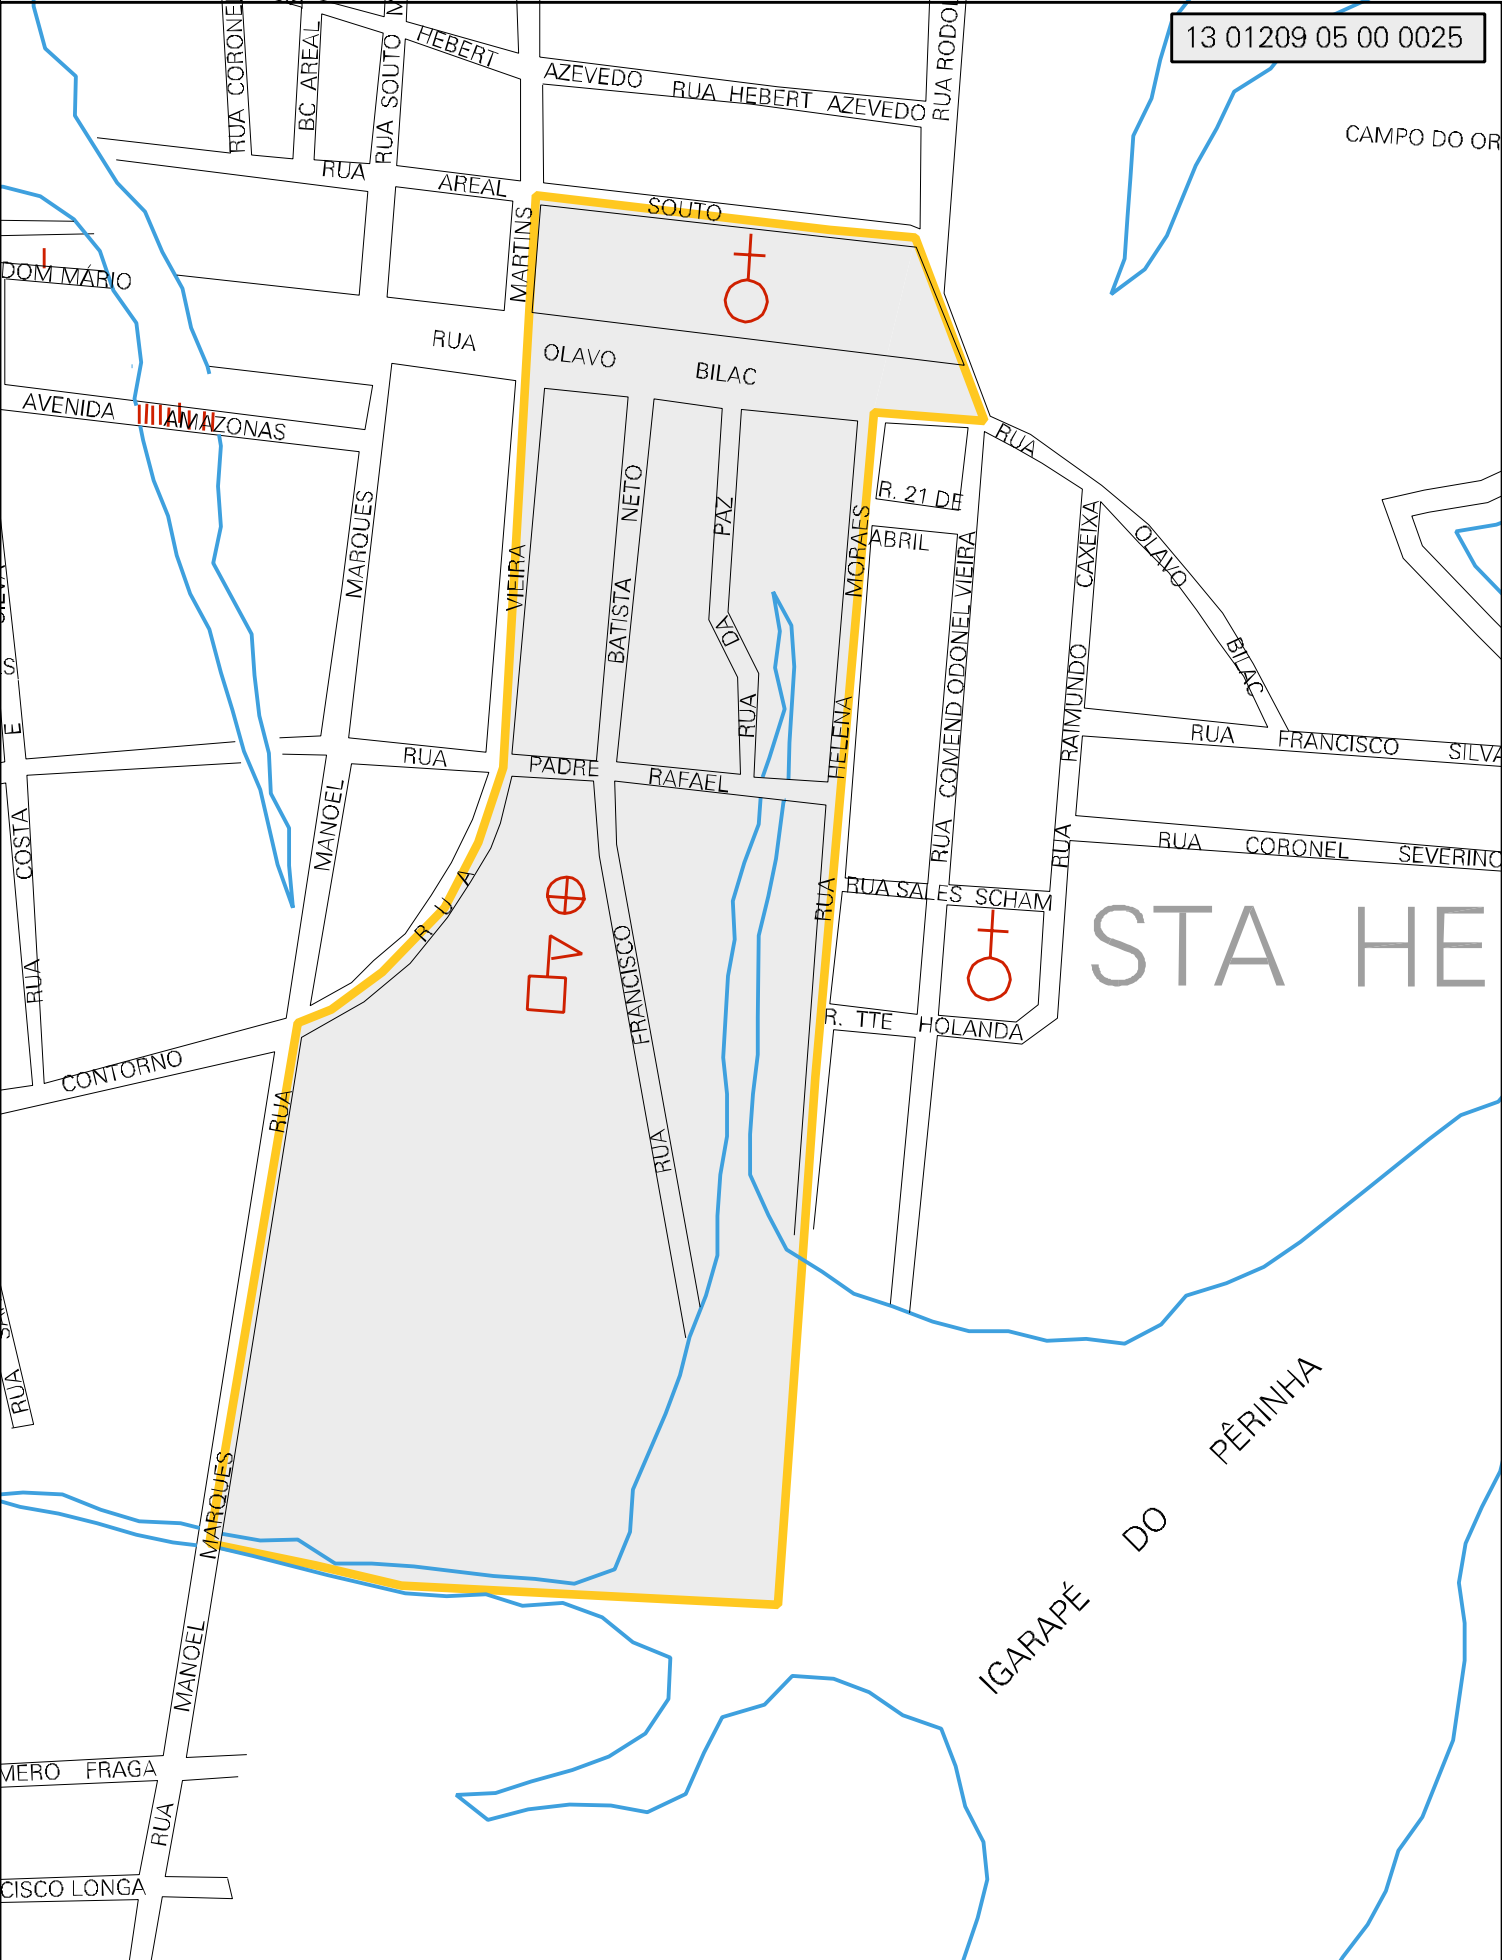 13 01209 05 00 0025
HEBERT
AZEVEDO RUA HEBERT AZEVEDO
BC AREAL
RUA SOUTO
CAMPO DO OR
RUA AREAL SOUTO
MARTINS
DOM MÁRIO
RUA OLAVO BILAC
AVENIDA AMAZONAS
RUA
R. 21 DE
ABRIL
MARQUES
VIEIRA
BATISTA NETO
PAZ
DA
RUA
MORAES
HELENA
RUA
RUA COMEND ODONEL VIEIRA
CAXEIXA
RAIMUNDO
RUA
OLAVO
BILAC
E
RUA FRANCISCO SILVA
RUA PADRE RAFAEL
COSTA
RUA
MANOEL
RUA CORONEL SEVERINO
RUA SALES SCHAM
RUA
STA HE
FRANCISCO
RUA
R. TTE HOLANDA
CONTORNO
RUA
RUA
MARQUES
PÊRINHA
DO
IGARAPÉ
MANOEL
MERO FRAGA
RUA
CISCO LONGA